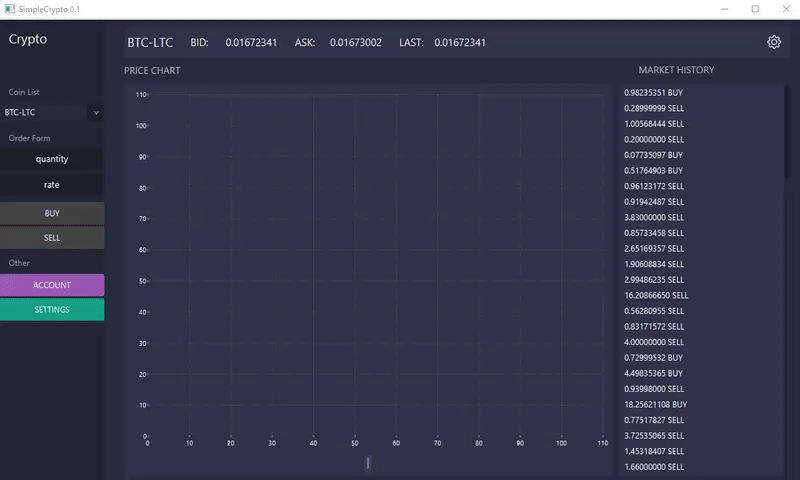 SimpleCrypto 0.1
Crypto
Coin List
BTC-LTC
Order Form
quantity
rate
BUY
SELL
Other
ACCOUNT
SETTINGS
BTC-LTC BID: 0.01672341 ASK: 0.01673002 LAST: 0.01672341
PRICE CHART
110
100
90
80
70
60
50
40
30
20
10
0
0 10 20 30 40 50 60 70 80 90 100 110
MARKET HISTORY
0.98235351 BUY
0.28999999 SELL
1.00568444 SELL
0.20000000 SELL
0.07735097 BUY
0.51764903 BUY
0.96123172 SELL
0.91942487 SELL
3.83000000 SELL
0.85733458 SELL
2.65169357 SELL
1.90608834 SELL
2.99486235 SELL
16.20866650 SELL
0.56280955 SELL
0.83171572 SELL
4.00000000 SELL
0.72999532 BUY
4.49835365 BUY
0.93998000 SELL
18.25621108 BUY
0.77517827 SELL
3.72535065 SELL
1.45318407 SELL
1.66000000 SELL